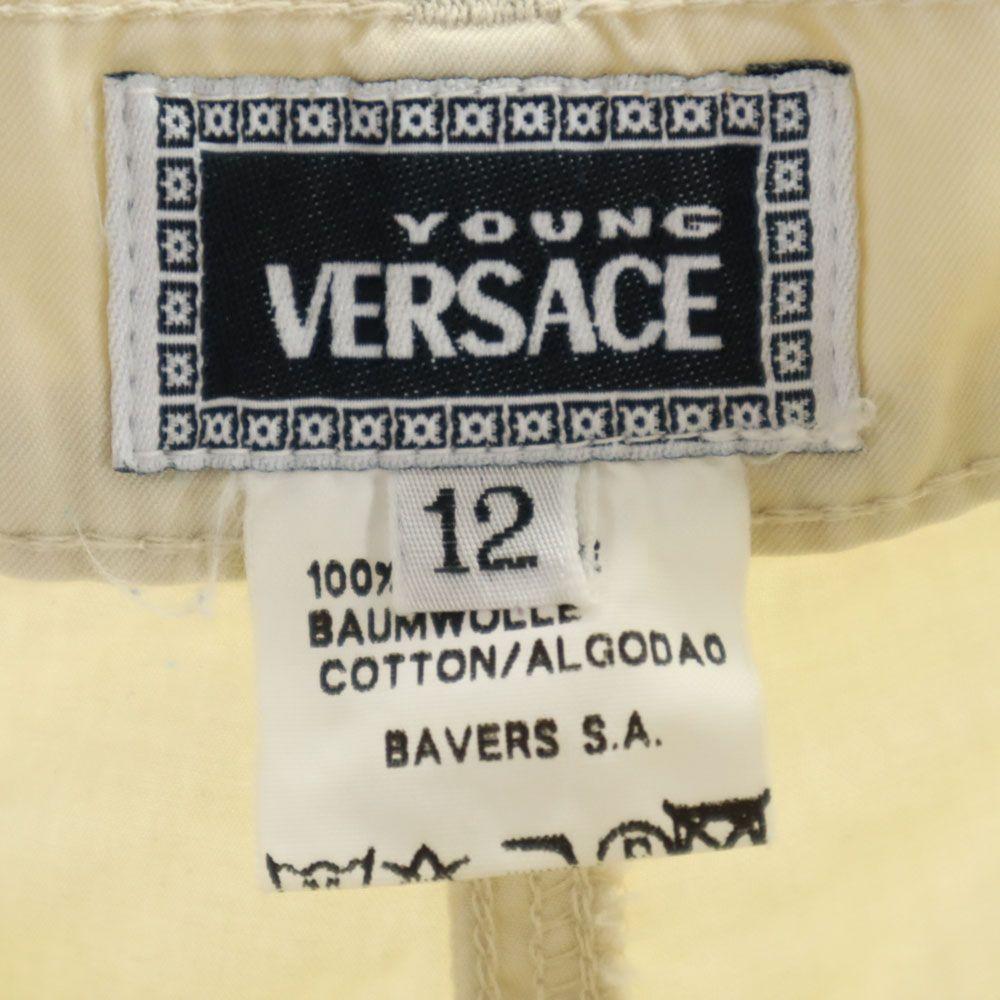 YOUNG
VERSACE
12
100%
BAUMWOLLE
COTTON/ALGODAO
BAVERS S.A.